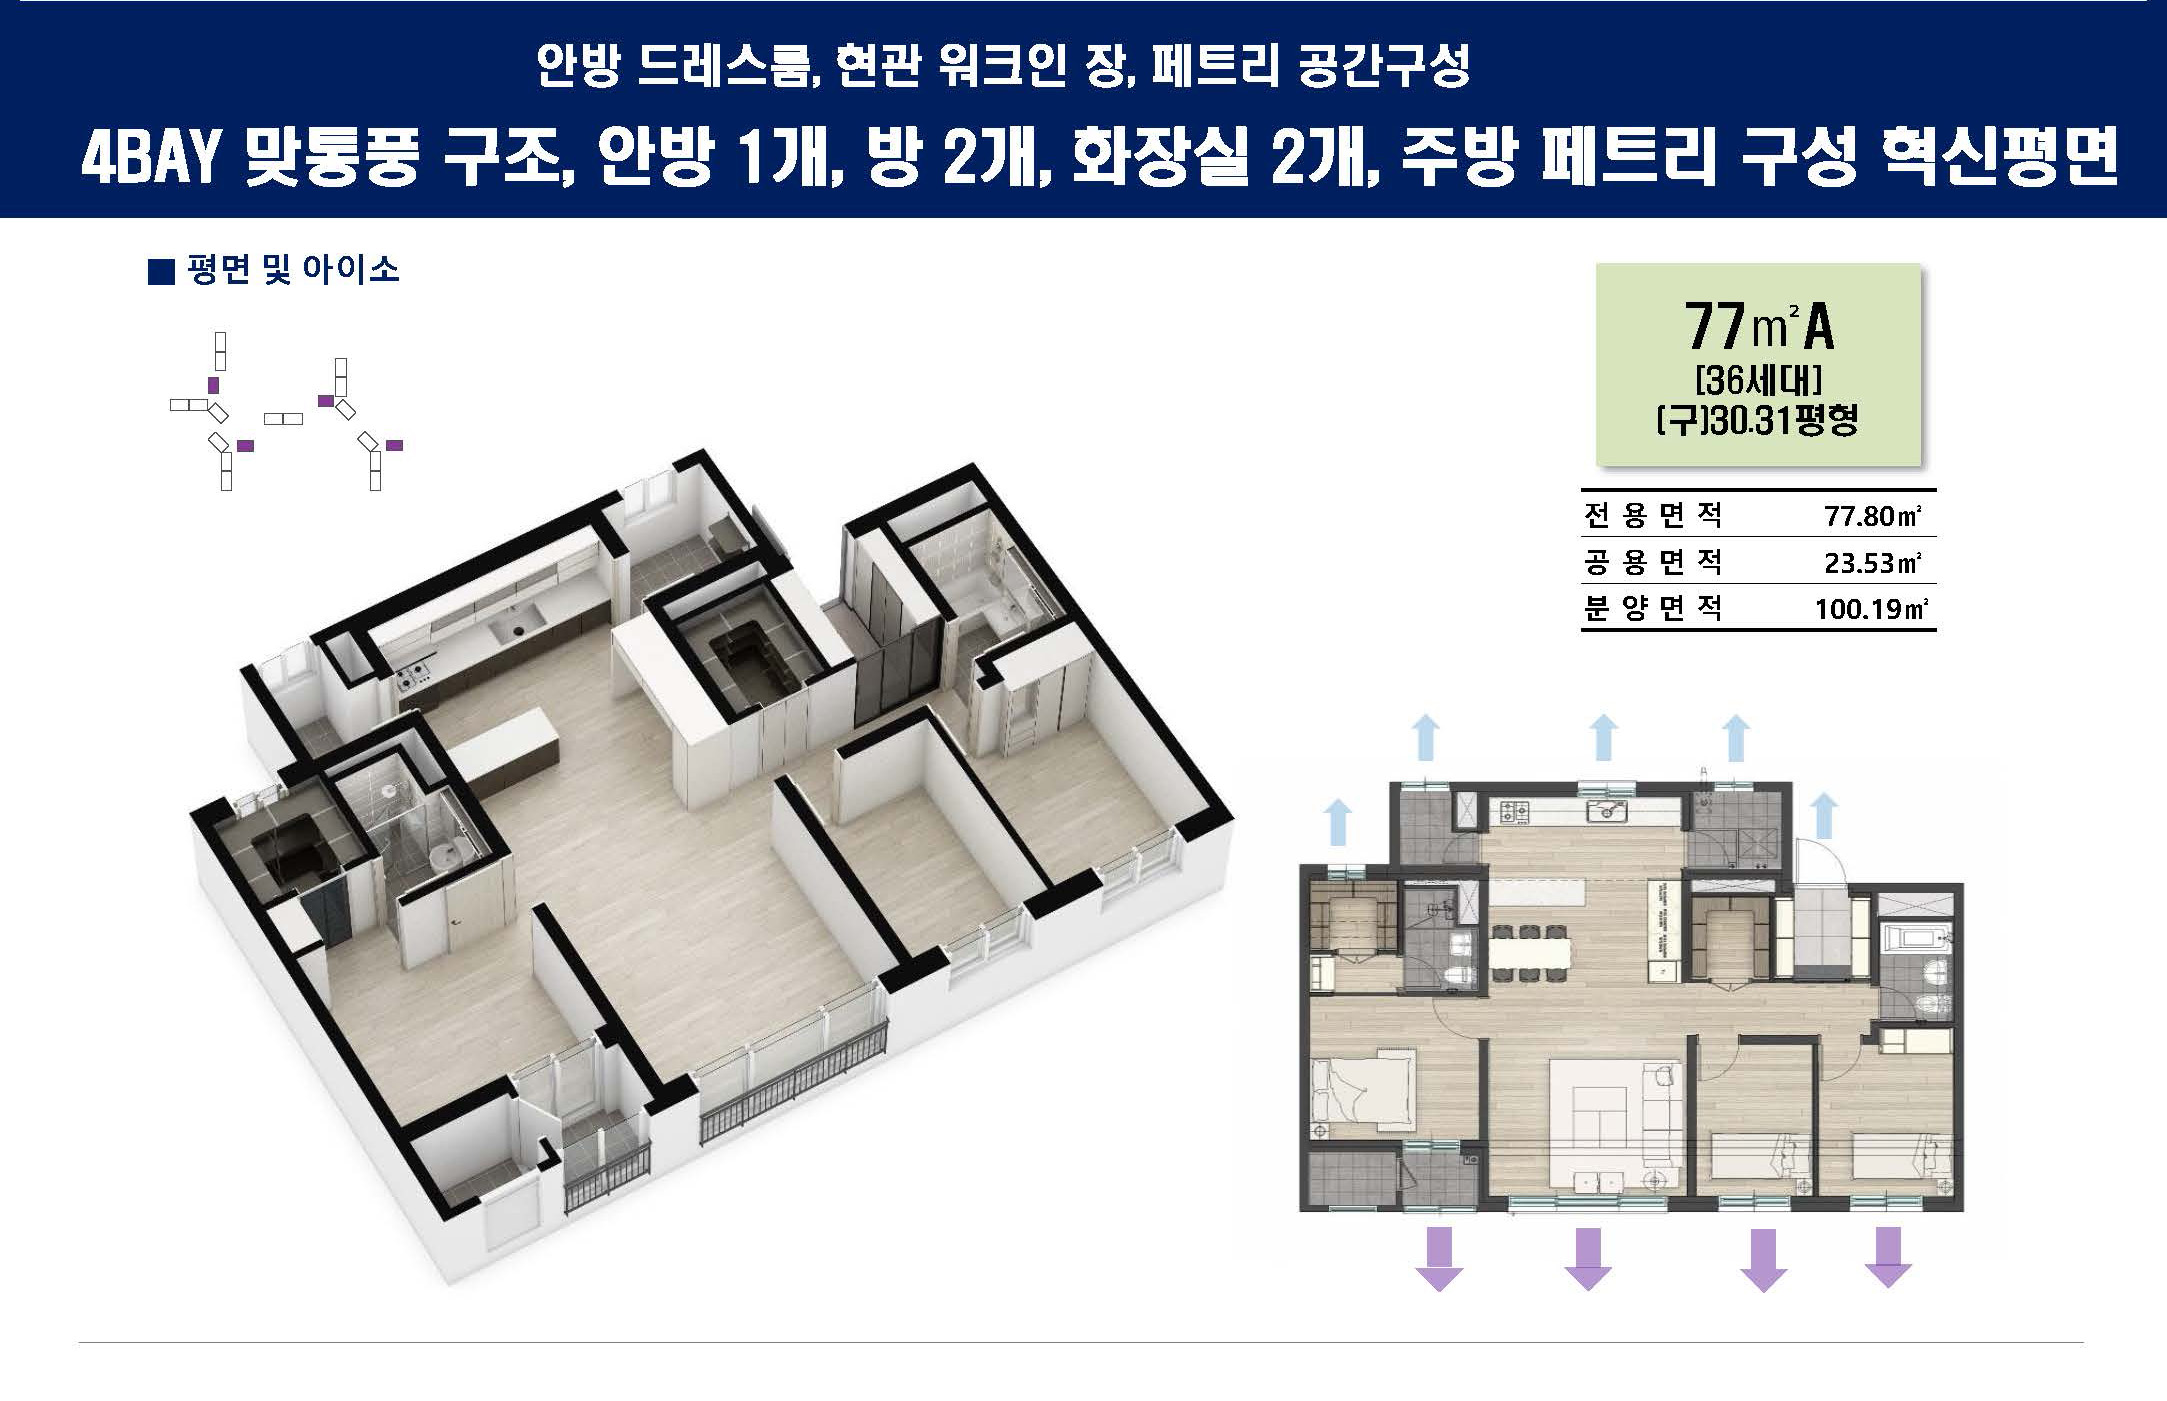 안방 드레스룸, 현관 워크인 장, 페트리 공간구성
4BAY 맞통풍 구조, 안방 1개, 방 2개, 화장실 2개, 주방 페트리 구성 혁신평면
■ 평면 및 아이소
77㎡A
[36세대]
(구)30.31평형
전용면적 77.80㎡
공용면적 23.53㎡
분양면적 100.19㎡